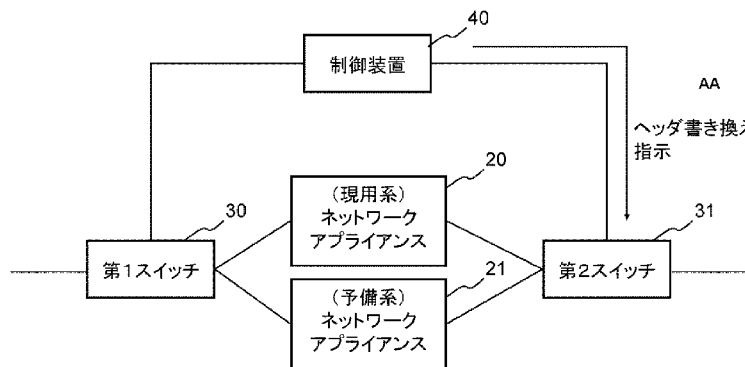 40
制御装置
AA
ヘッダ書き換え
指示
(現用系)
ネットワーク
アプライアンス
20
30
第1スイッチ
31
第2スイッチ
(予備系)
ネットワーク
アプライアンス
21